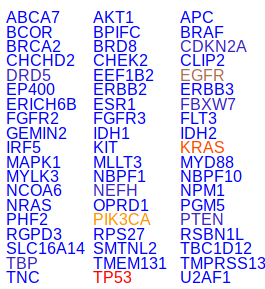 ABCA7 AKT1 APC
BCOR BPIFC BRAF
BRCA2 BRD8 CDKN2A
CHCHD2 CHEK2 CLIP2
DRD5 EEF1B2 EGFR
EP400 ERBB2 ERBB3
ERICH6B ESR1 FBXW7
FGFR2 FGFR3 FLT3
GEMIN2 IDH1 IDH2
IRF5 KIT KRAS
MAPK1 MLLT3 MYD88
MYLK3 NBPF1 NBPF10
NCOA6 NEFH NPM1
NRAS OPRD1 PGM5
PHF2 PIK3CA PTEN
RGPD3 RPS27 RSBN1L
SLC16A14 SMTNL2 TBC1D12
TBP TMEM131 TMPRSS13
TNC TP53 U2AF1